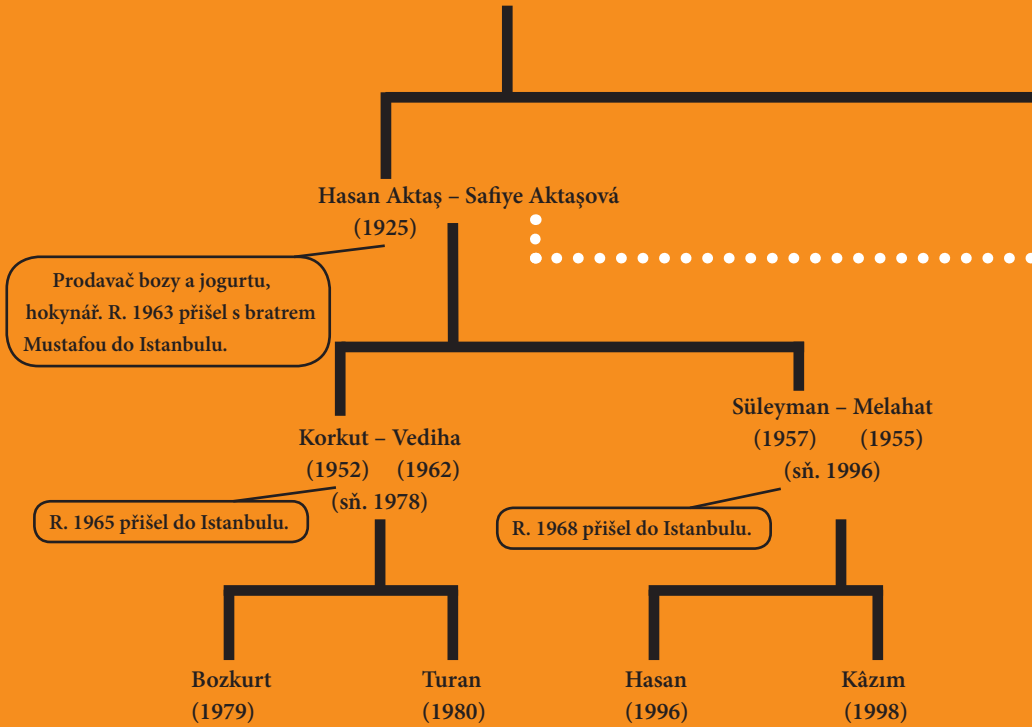 Hasan Aktaş – Safiye Aktaşová
(1925)
Prodavač bozy a jogurtu,
hokynář. R. 1963 přišel s bratrem
Mustafou do Istanbulu.
Korkut – Vediha
(1952) (1962)
(sň. 1978)
R. 1965 přišel do Istanbulu.
Süleyman – Melahat
(1957) (1955)
(sň. 1996)
R. 1968 přišel do Istanbulu.
Bozkurt
(1979)
Turan
(1980)
Hasan
(1996)
Kâzım
(1998)